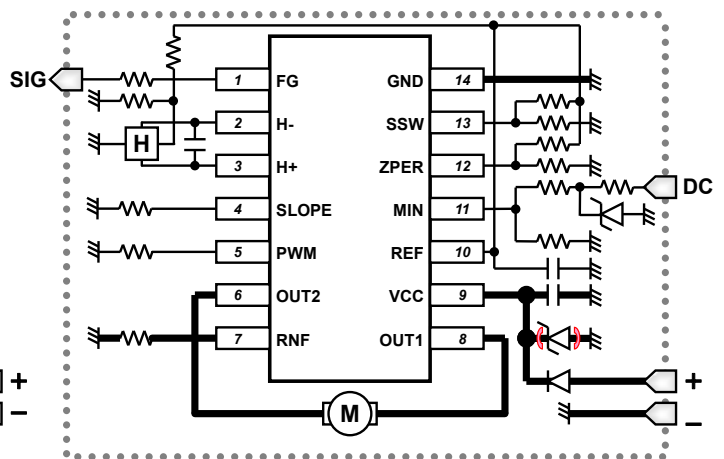 SIG
1 FG GND 14
2 H- SSW 13
H
3 H+ ZPER 12
DC
4 SLOPE MIN 11
5 PWM REF 10
6 OUT2 VCC 9
7 RNF OUT1 8
+ +
M
− −